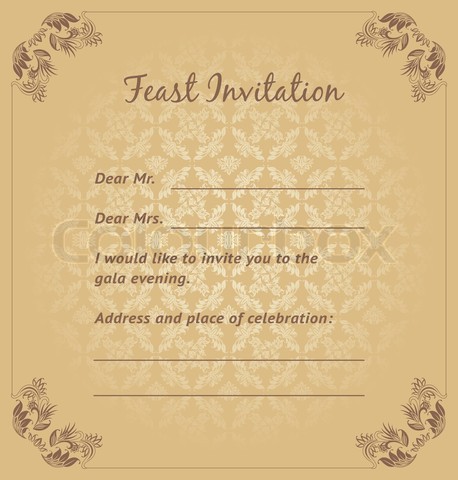 Feast Invitation
Dear Mr.
Dear Mrs.
I would like to invite you to the
gala evening.
Address and place of celebration:
colourbox